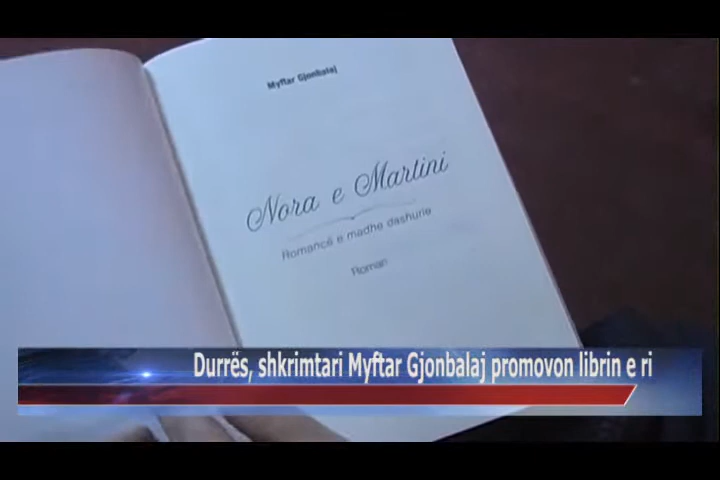 Myftar Gjonbalaj
Nora e Martini
Romancë e madhe dashurie
Roman
Durrës, shkrimtari Myftar Gjonbalaj promovon librin e ri